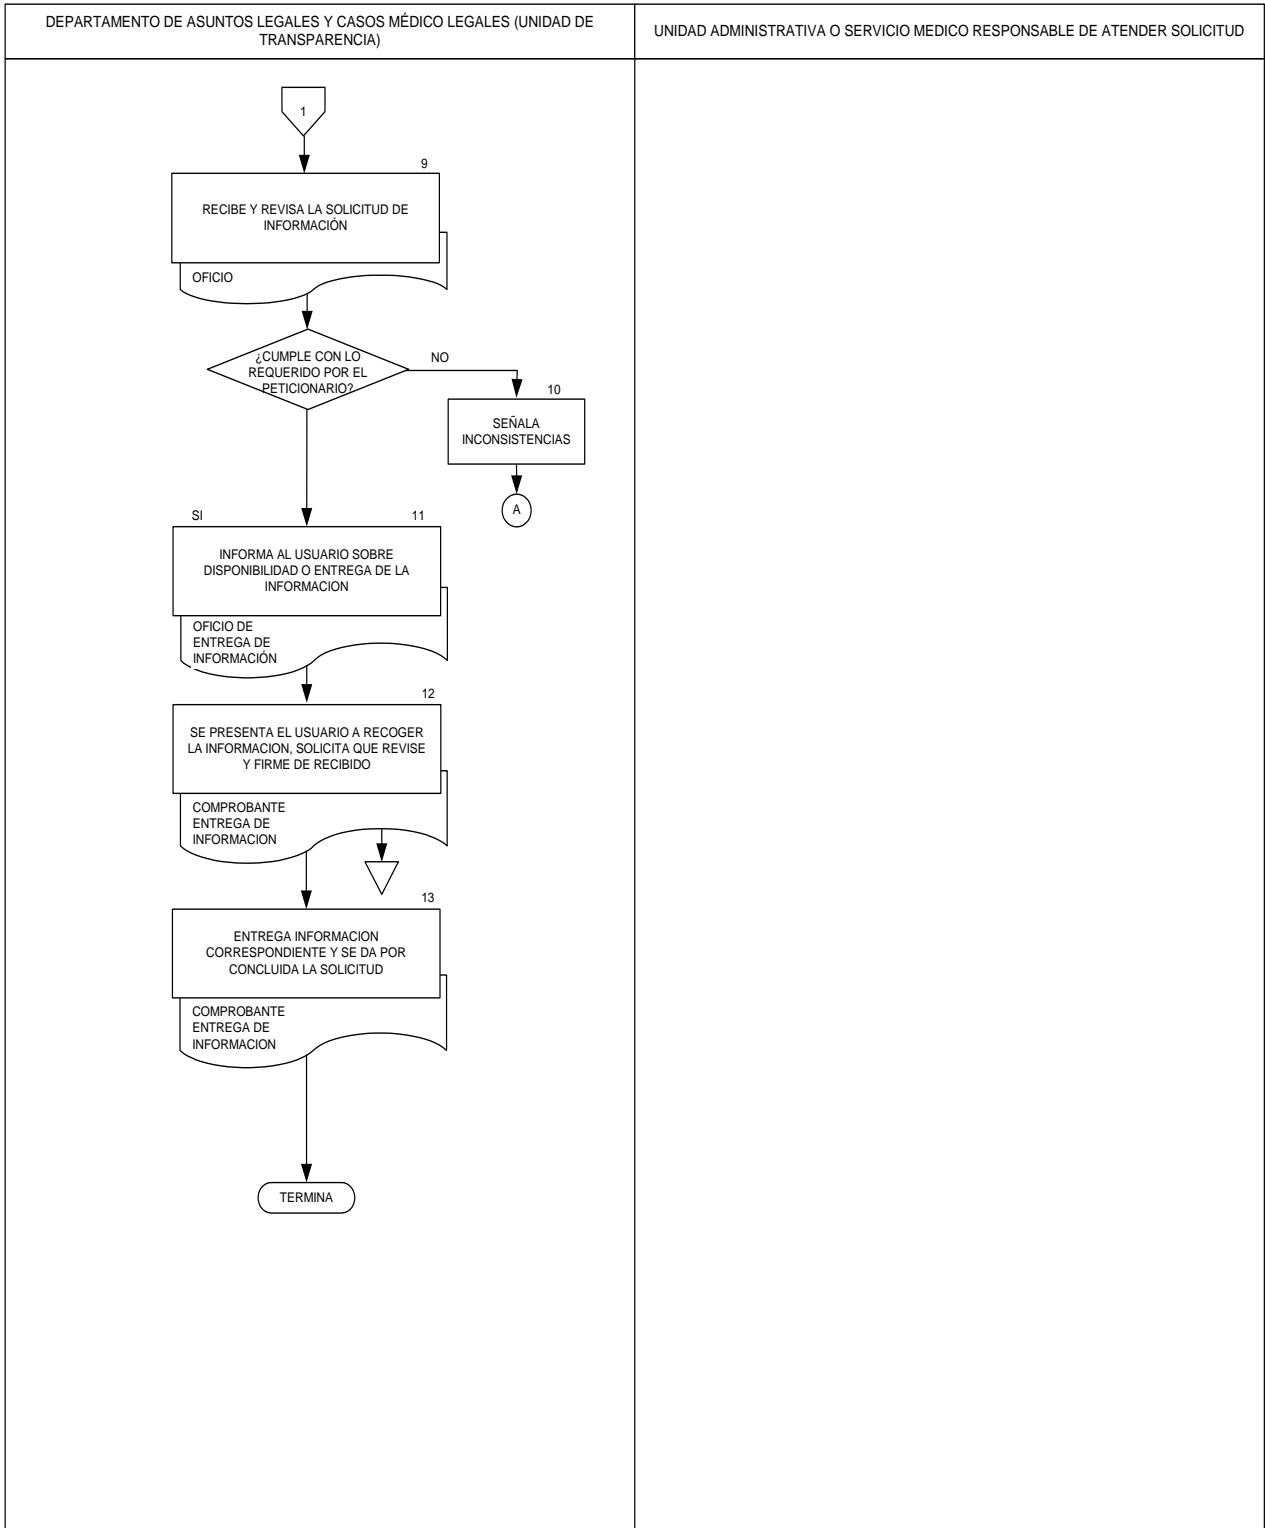 DEPARTAMENTO DE ASUNTOS LEGALES Y CASOS MÉDICO LEGALES (UNIDAD DE
TRANSPARENCIA)
UNIDAD ADMINISTRATIVA O SERVICIO MEDICO RESPONSABLE DE ATENDER SOLICITUD
1
9
RECIBE Y REVISA LA SOLICITUD DE
INFORMACIÓN
OFICIO
¿CUMPLE CON LO
REQUERIDO POR EL
PETICIONARIO?
NO
10
SEÑALA
INCONSISTENCIAS
A
SI
11
INFORMA AL USUARIO SOBRE
DISPONIBILIDAD O ENTREGA DE LA
INFORMACION
OFICIO DE
ENTREGA DE
INFORMACIÓN
12
SE PRESENTA EL USUARIO A RECOGER
LA INFORMACION, SOLICITA QUE REVISE
Y FIRME DE RECIBIDO
COMPROBANTE
ENTREGA DE
INFORMACION
13
ENTREGA INFORMACION
CORRESPONDIENTE Y SE DA POR
CONCLUIDA LA SOLICITUD
COMPROBANTE
ENTREGA DE
INFORMACION
TERMINA